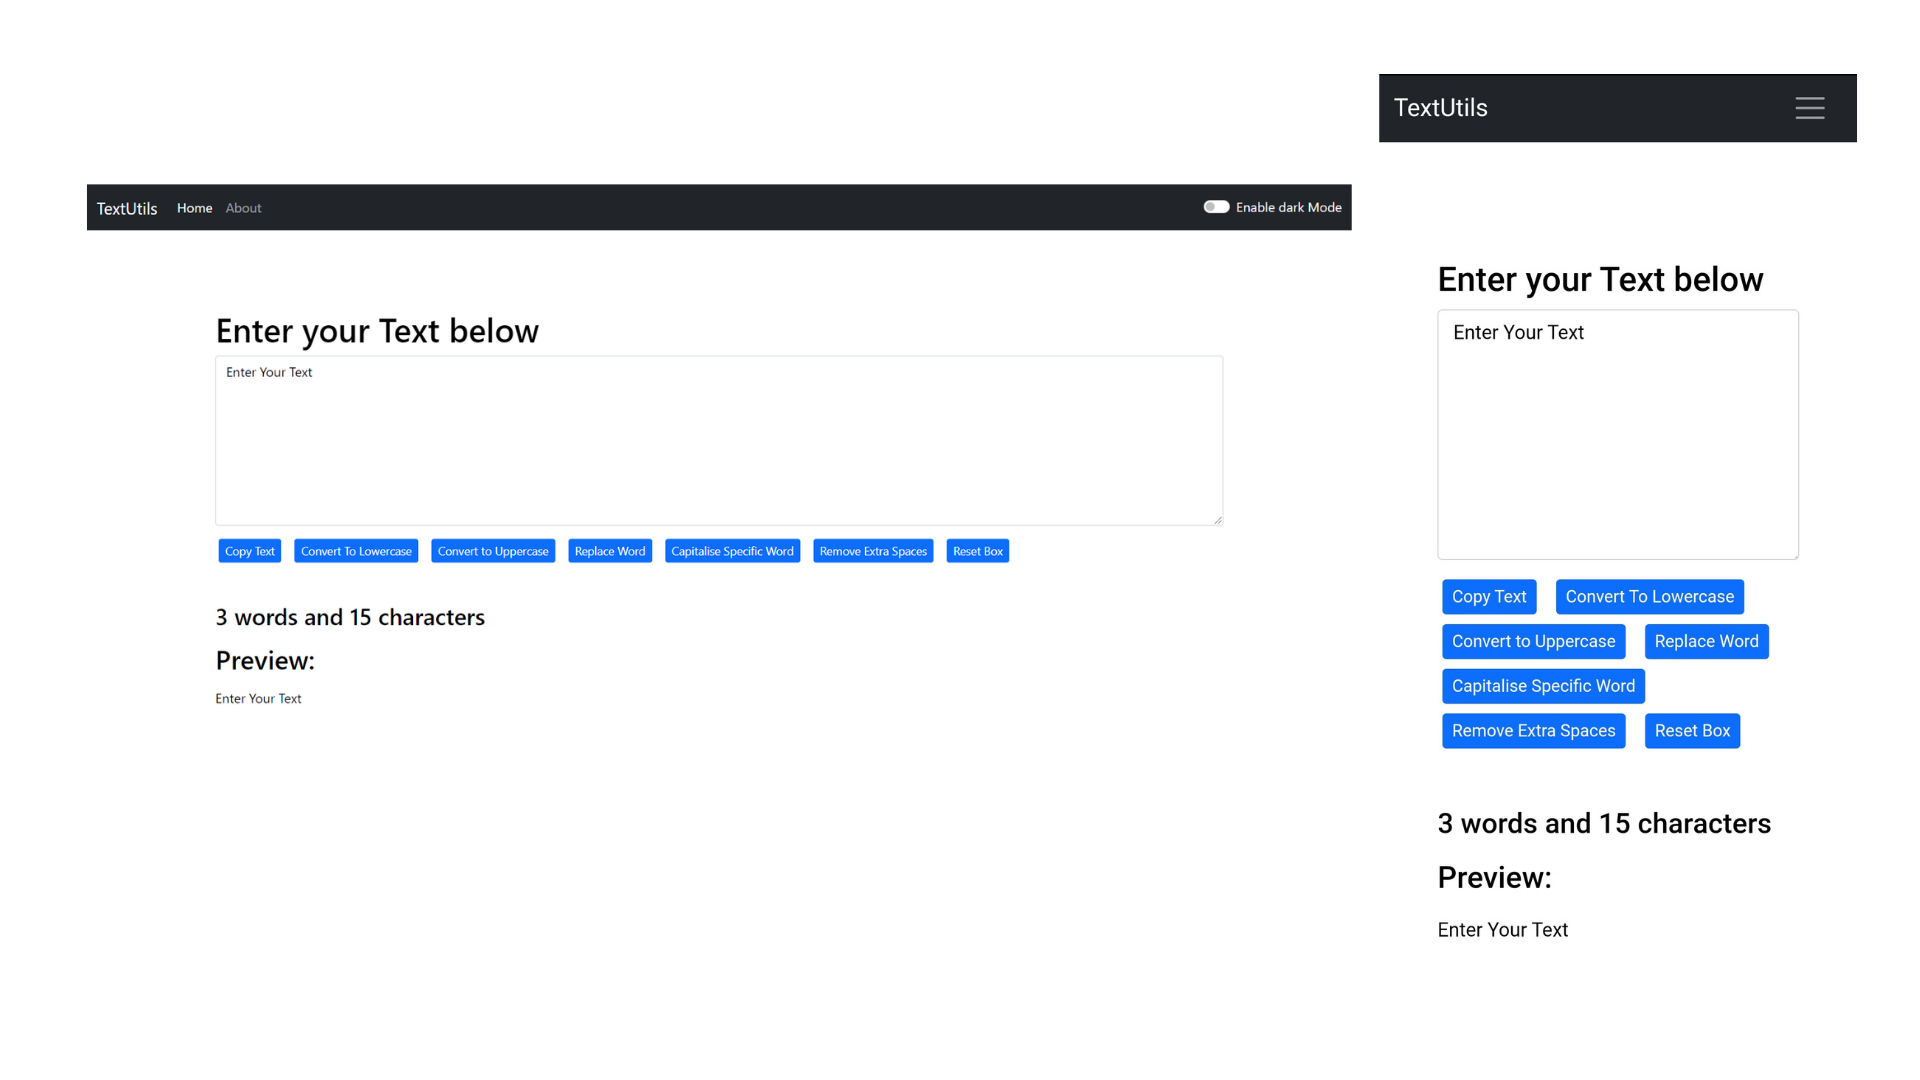 TextUtils Home About Enable dark Mode
Enter your Text below
Enter Your Text
Copy Text Convert To Lowercase Convert to Uppercase Replace Word Capitalise Specific Word Remove Extra Spaces Reset Box
3 words and 15 characters
Preview:
Enter Your Text
TextUtils
Enter your Text below
Enter Your Text
Copy Text Convert To Lowercase
Convert to Uppercase Replace Word
Capitalise Specific Word
Remove Extra Spaces Reset Box
3 words and 15 characters
Preview:
Enter Your Text